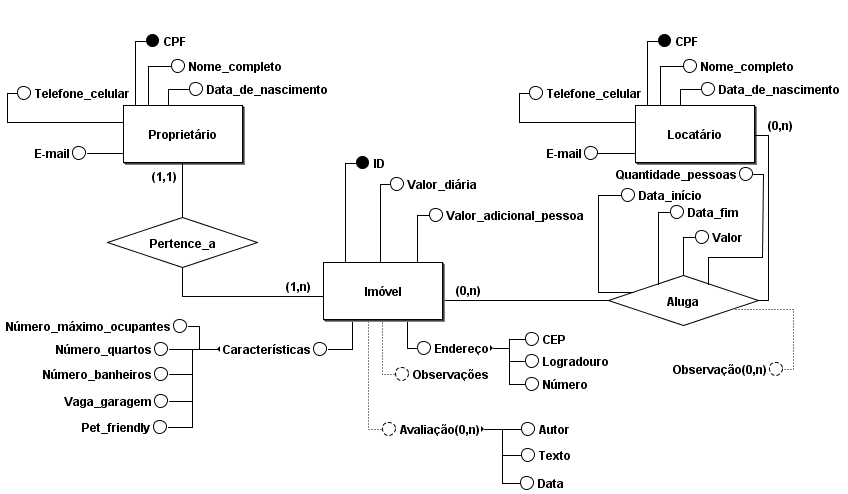 CPF
Nome_completo
Data_de_nascimento
Telefone_celular
Proprietário
E-mail
(1,1)
Pertence_a
(1,n)
CPF
Nome_completo
Data_de_nascimento
Telefone_celular
Locatário
E-mail
(0,n)
Quantidade_pessoas
Data_início
Data_fim
Valor
Aluga
Observação(0,n)
ID
Valor_diária
Valor_adicional_pessoa
Imóvel
(0,n)
Número_máximo_ocupantes
Número_quartos
Número_banheiros
Vaga_garagem
Pet_friendly
Características
Endereço
CEP
Logradouro
Número
Observações
Avaliação(0,n)
Autor
Texto
Data